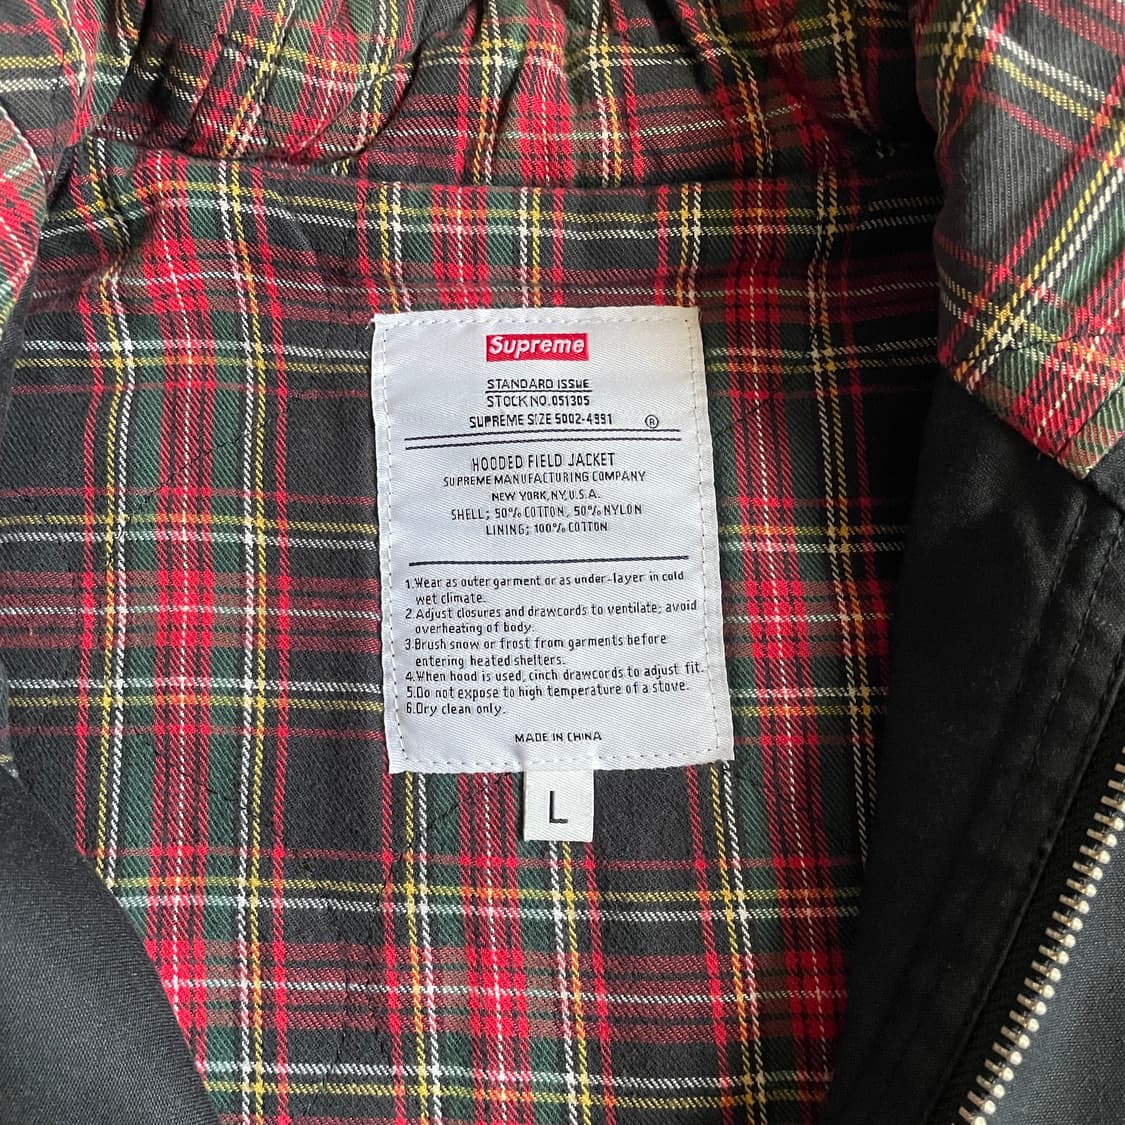 Supreme
STANDARD ISSUE
STOCK NO.051305
SUPREME SIZE 5002-4991 ®
HOODED FIELD JACKET
SUPREME MANUFACTURING COMPANY
NEW YORK,NY,U.S.A.
SHELL; 50% COTTON, 50% NYLON
LINING; 100% COTTON
1.Wear as outer garment or as under-layer in cold
wet climate.
2.Adjust closures and drawcords to ventilate; avoid
overheating of body.
3.Brush snow or frost from garments before
entering heated shelters.
4.When hood is used, cinch drawcords to adjust fit.
5.Do not expose to high temperature of a stove.
6.Dry clean only.
MADE IN CHINA
L